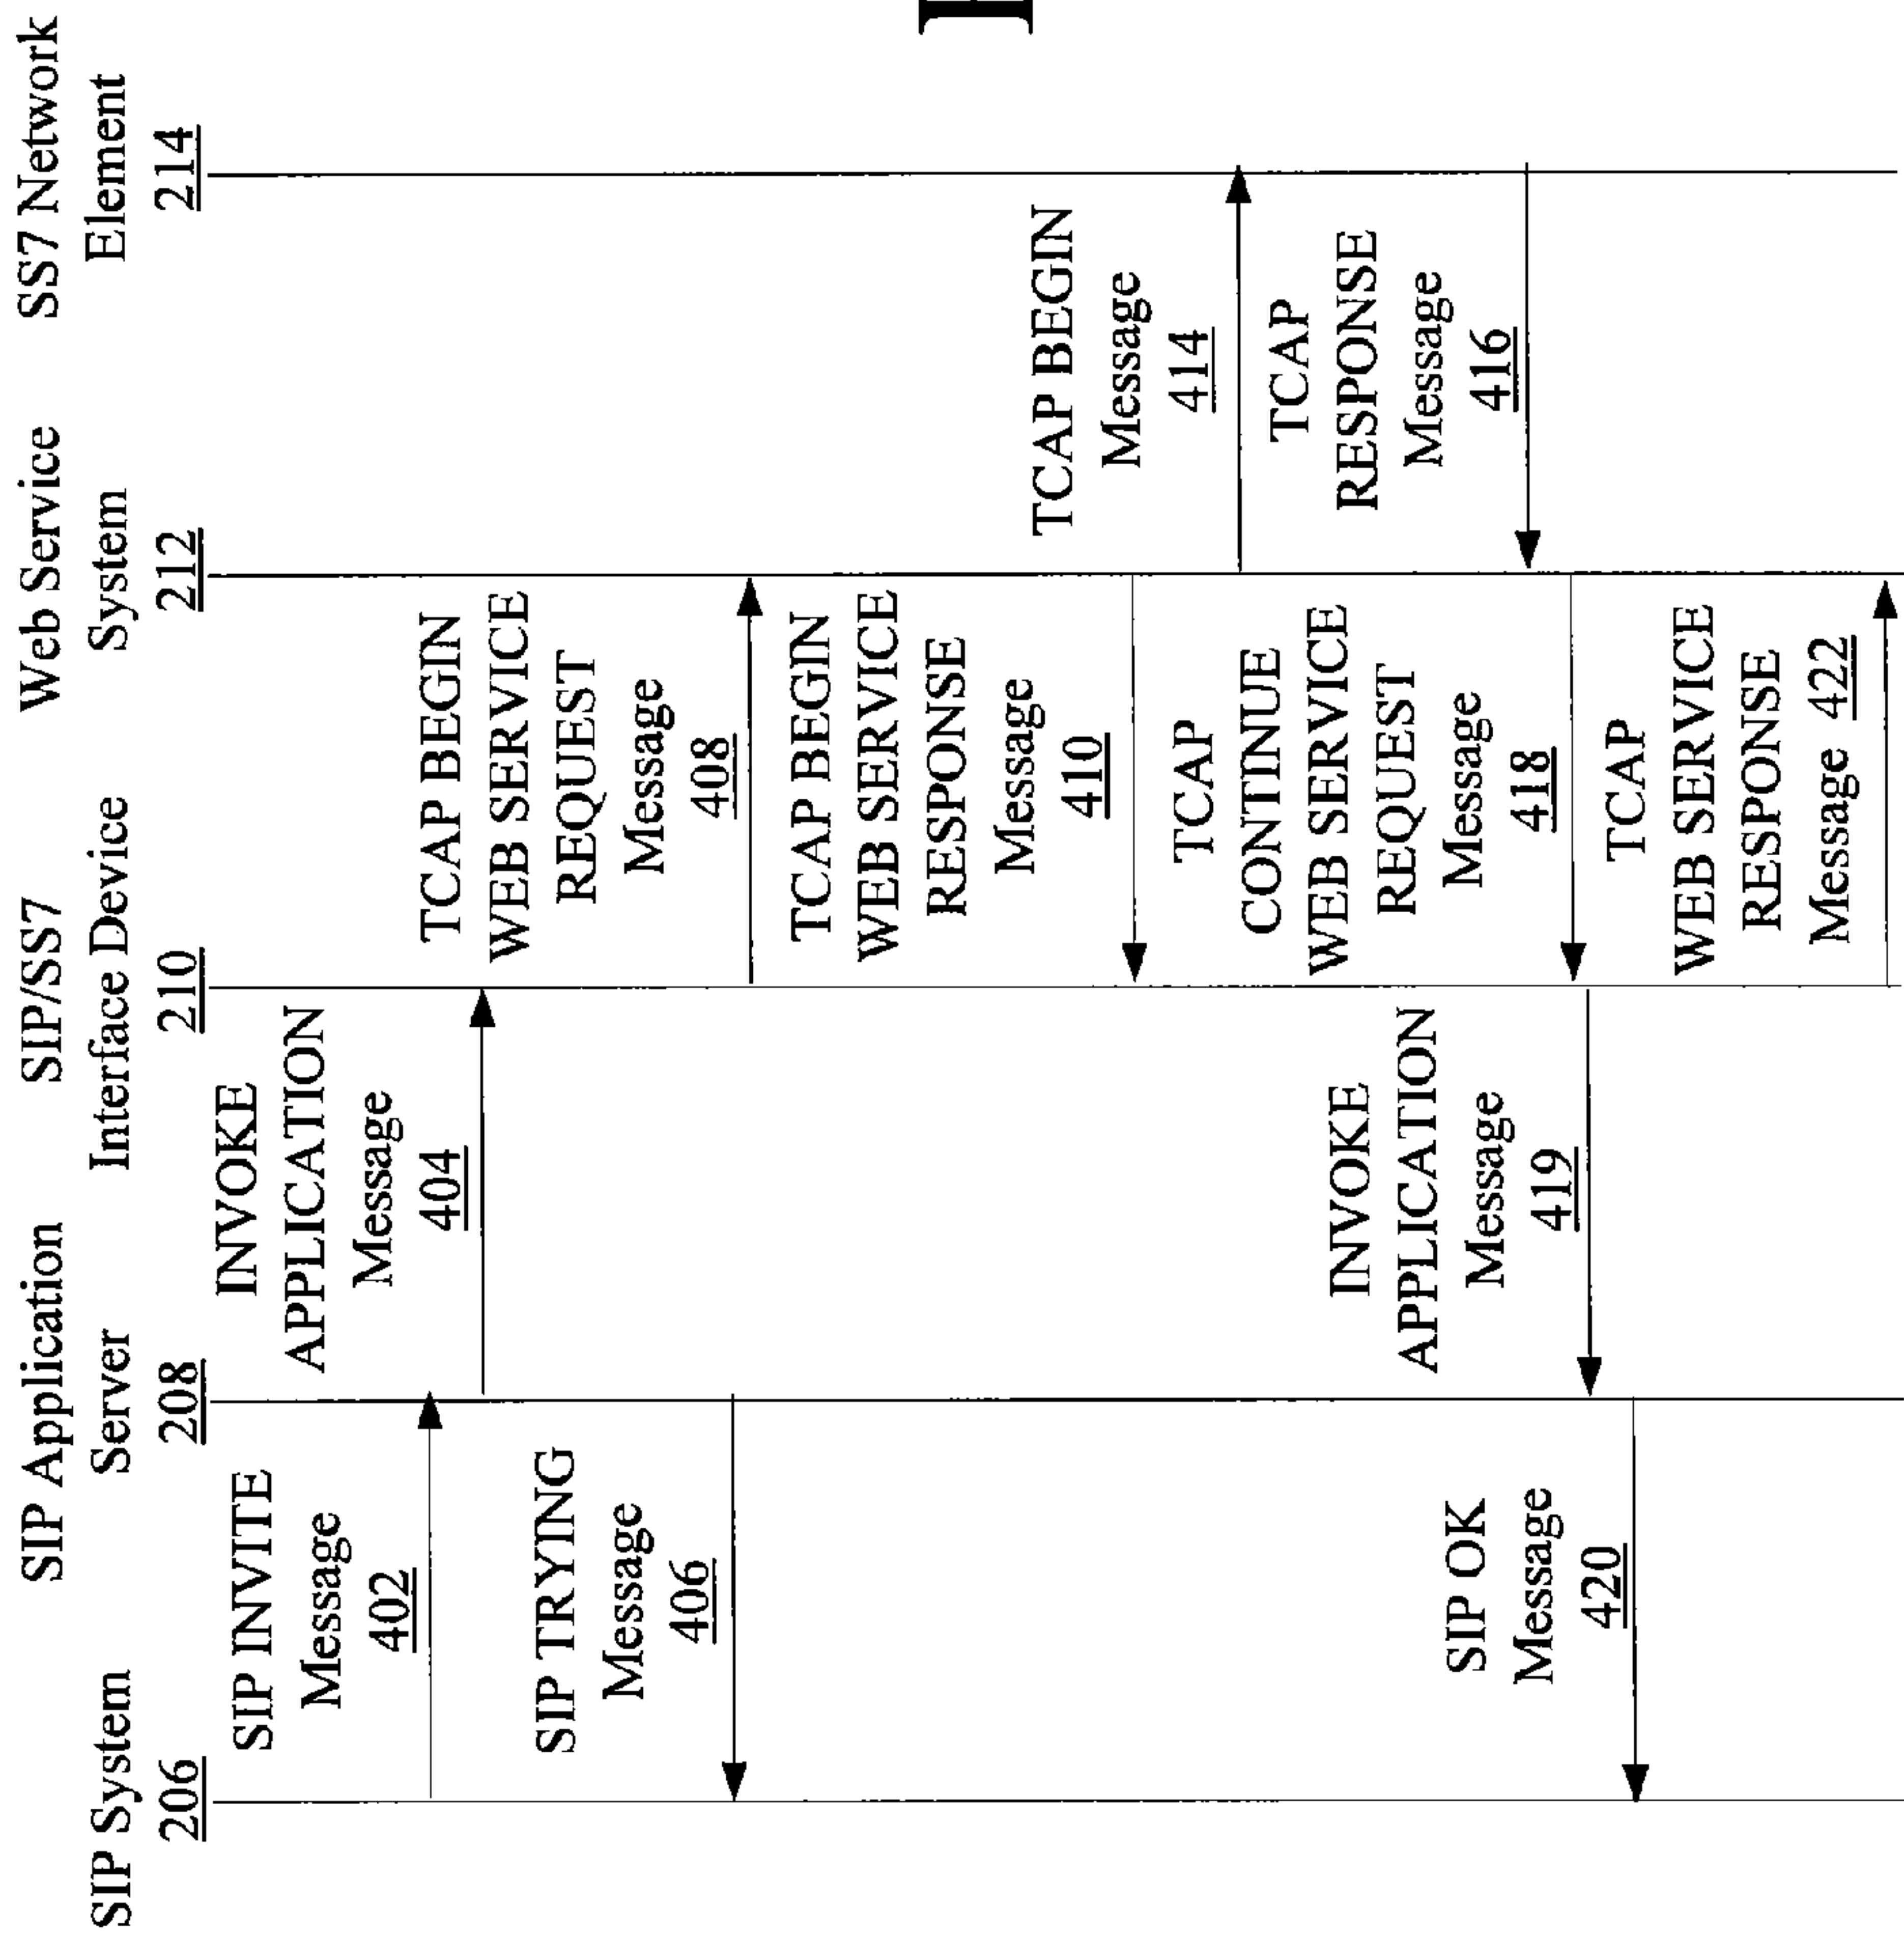 SIP System
206
SIP Application
Server
208
SIP/SS7
Interface Device
210
Web Service
System
212
SS7 Network
Element
214
SIP INVITE
Message
402
INVOKE
APPLICATION
Message
404
SIP TRYING
Message
406
TCAP BEGIN
WEB SERVICE
REQUEST
Message
408
TCAP BEGIN
WEB SERVICE
RESPONSE
Message
410
TCAP BEGIN
Message
414
TCAP
RESPONSE
Message
416
TCAP
CONTINUE
WEB SERVICE
REQUEST
Message
418
INVOKE
APPLICATION
Message
419
SIP OK
Message
420
TCAP
WEB SERVICE
RESPONSE
Message 422